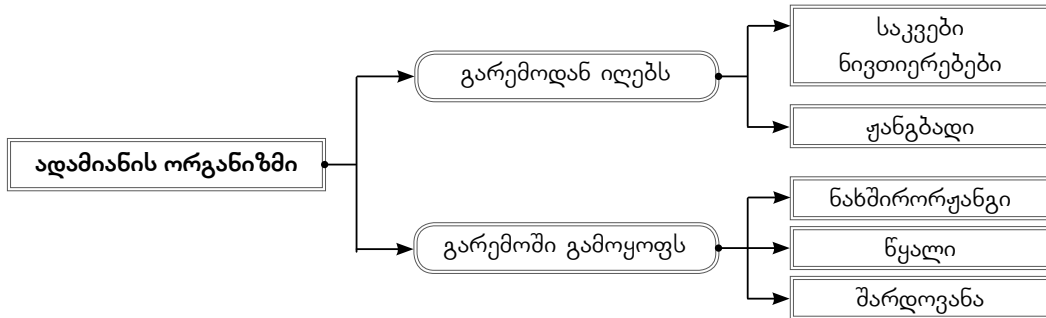 ადამიანის ორგანიზმი
გარემოდან იღებს
საკვები
ნივთიერებები
ჟანგბადი
გარემოში გამოყოფს
ნახშირორჟანგი
წყალი
შარდოვანა